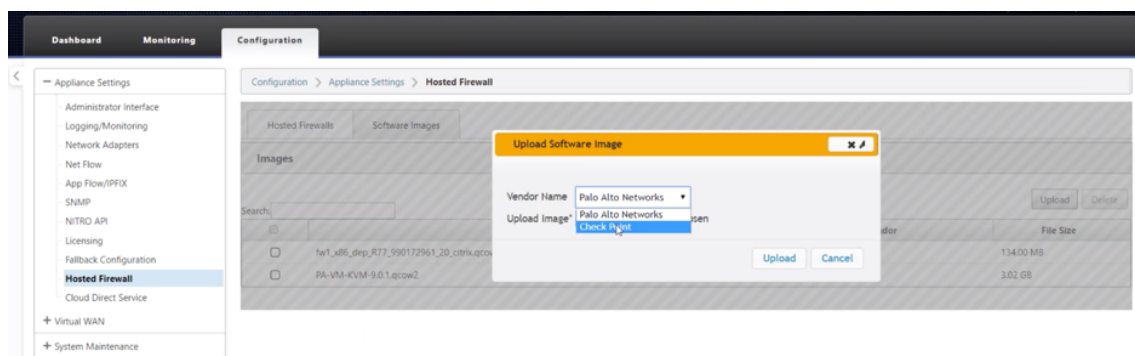 Dashboard Monitoring Configuration
Appliance Settings
Configuration > Appliance Settings > Hosted Firewall
Administrator Interface
Logging/Monitoring
Network Adapters
Net Flow
App Flow/IPFIX
SNMP
NITRO API
Licensing
Fallback Configuration
Hosted Firewall
Cloud Direct Service
Virtual WAN
System Maintenance
Hosted Firewalls Software Images
Images
Search:
Upload Delete
File Size
fw1_x86_dep_R77_990172961_20_citrix.qcow
134.00 MB
PA-VM-KVM-9.0.1.qcow2
3.02 GB
Upload Software Image
Vendor Name Palo Alto Networks
Palo Alto Networks
Check Point
Upload Image*
Upload Cancel